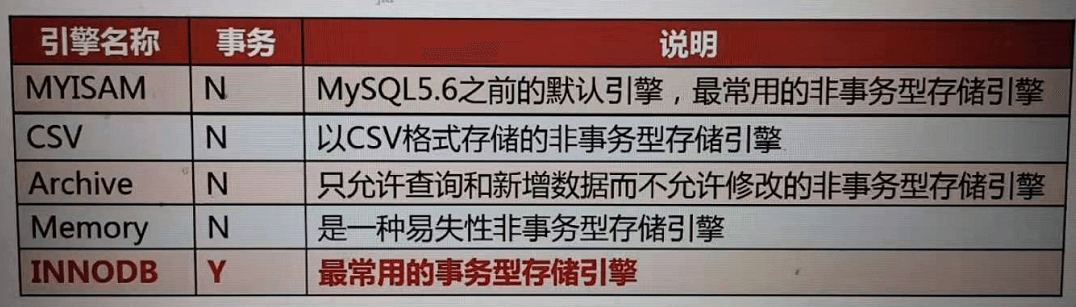 引擎名称 事务 说明
MYISAM N MySQL5.6之前的默认引擎，最常用的非事务型存储引擎
CSV N 以CSV格式存储的非事务型存储引擎
Archive N 只允许查询和新增数据而不允许修改的非事务型存储引擎
Memory N 是一种易失性非事务型存储引擎
INNODB Y 最常用的事务型存储引擎